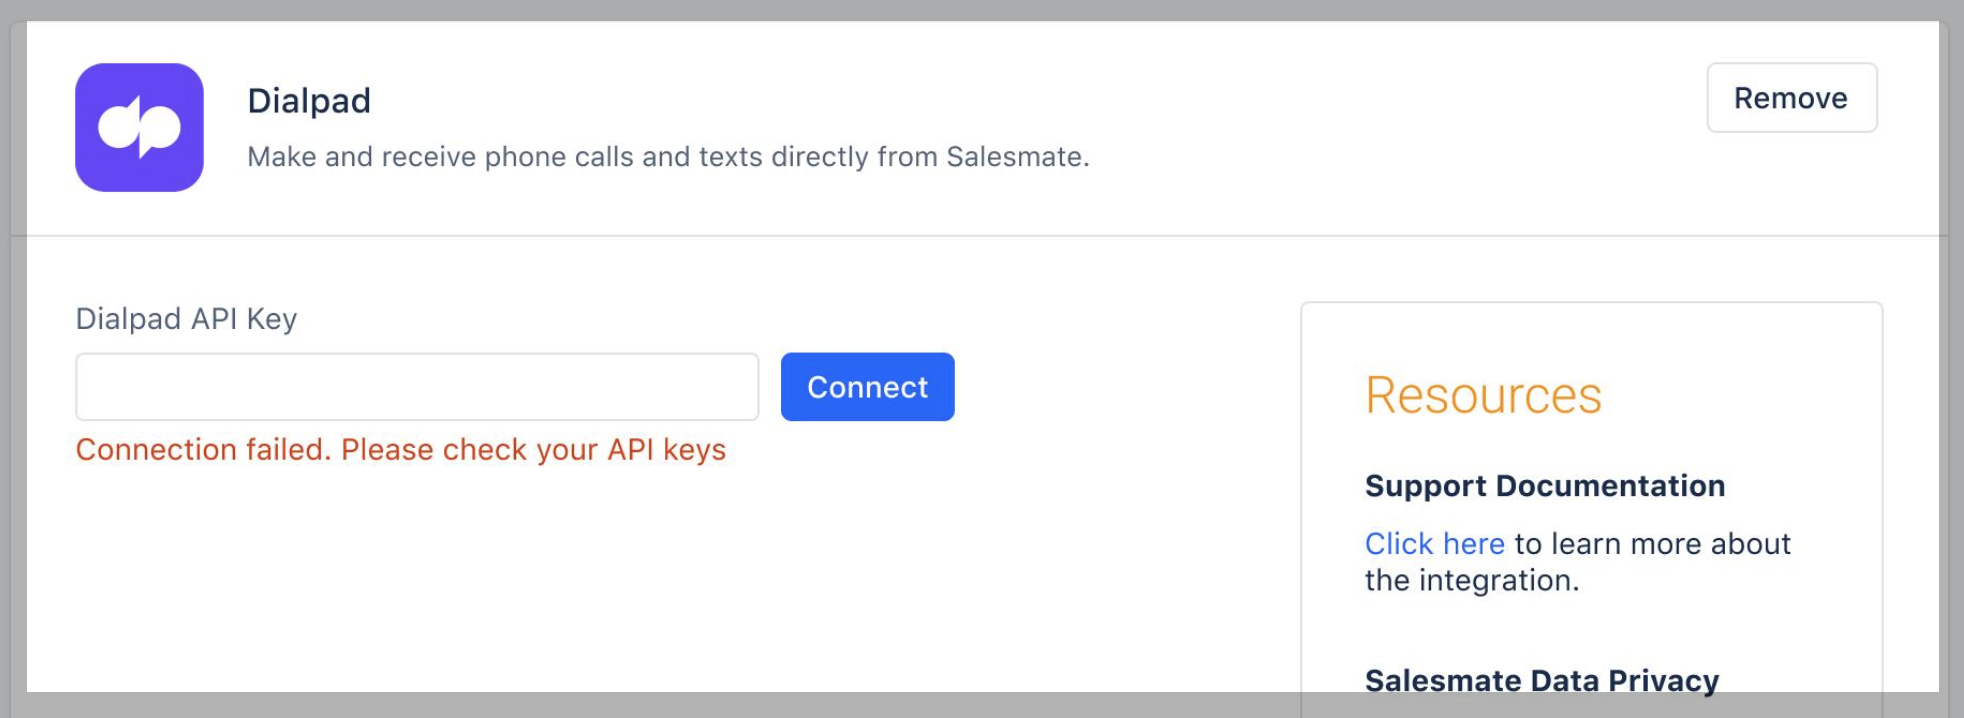 Dialpad
Remove
Make and receive phone calls and texts directly from Salesmate.
Dialpad API Key
Connect
Connection failed. Please check your API keys
Resources
Support Documentation
Click here to learn more about
the integration.
Salesmate Data Privacy